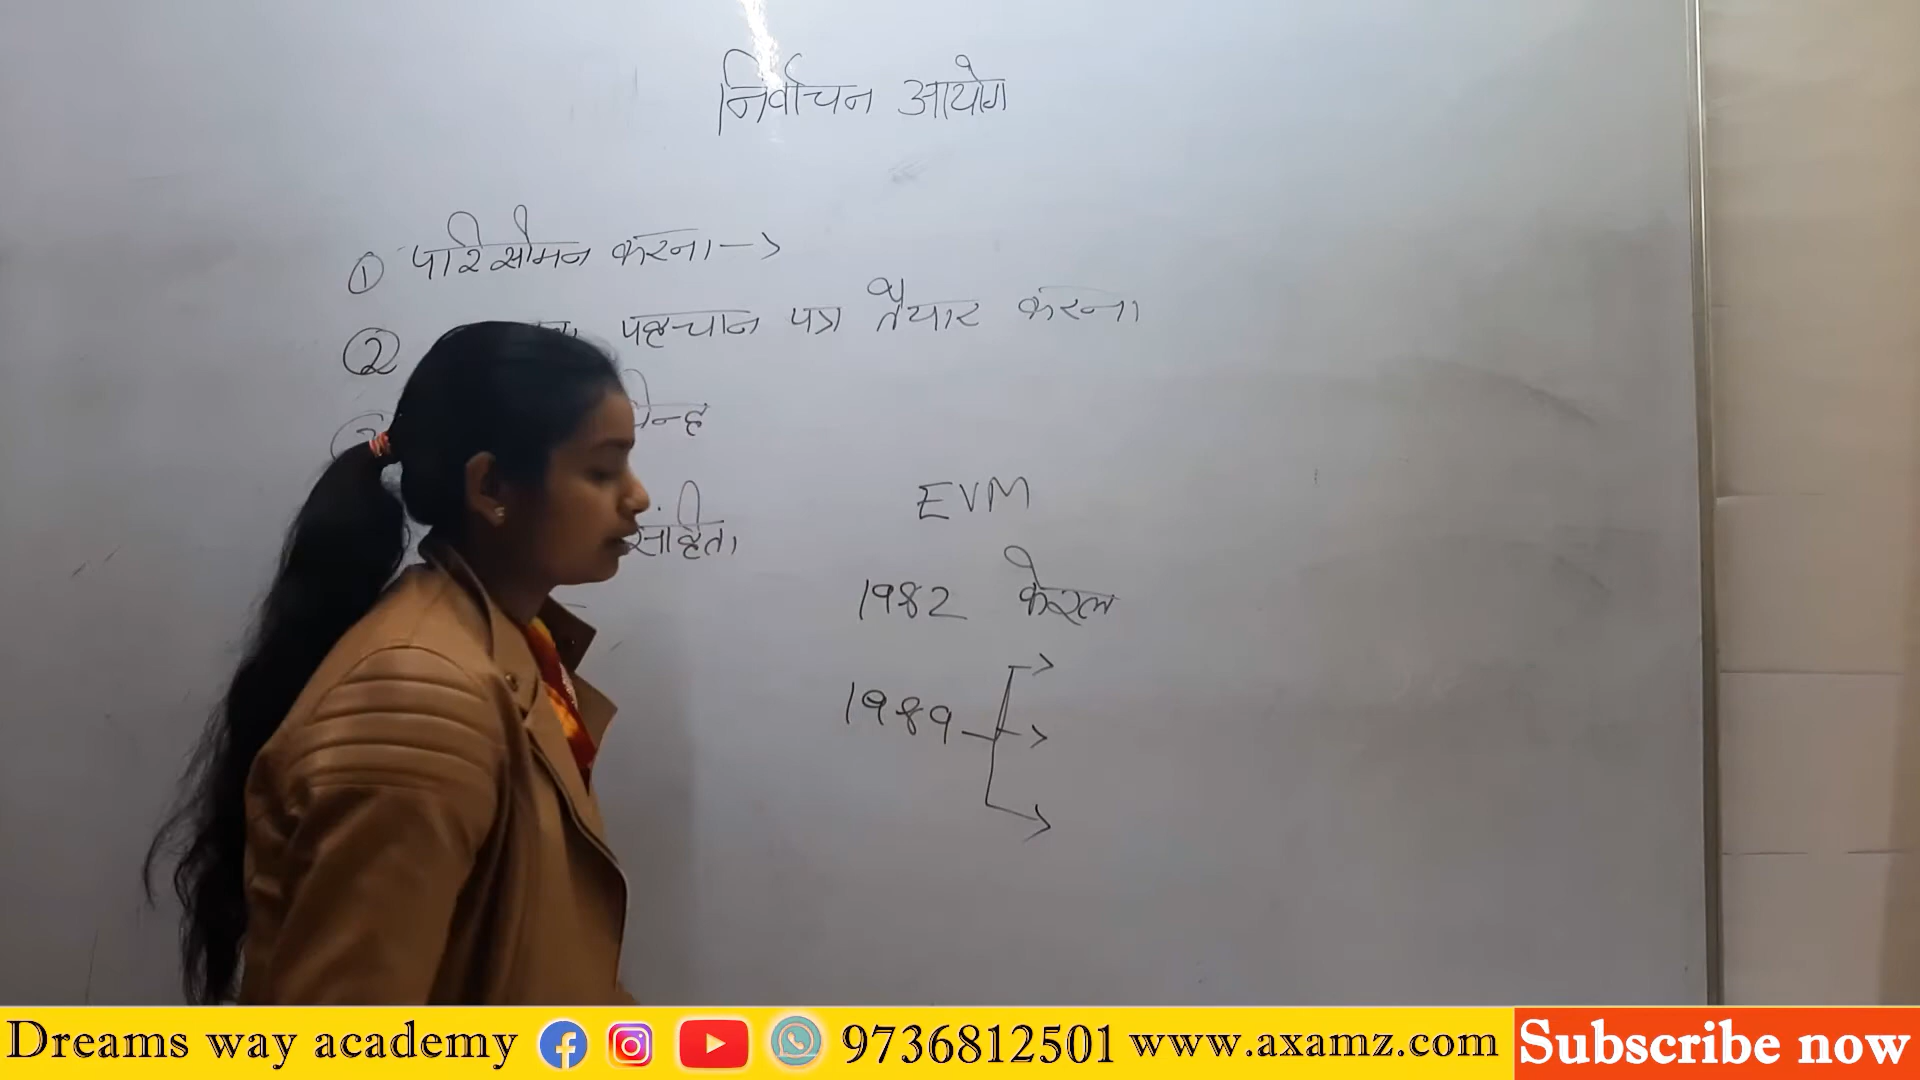 निर्वाचन आयोग
① परिसीमन करना →
② पहचान पत्र तैयार करना
चिन्ह
संहिता
EVM
1982 केरल
1989
Dreams way academy 9736812501 www.axamz.com Subscribe now